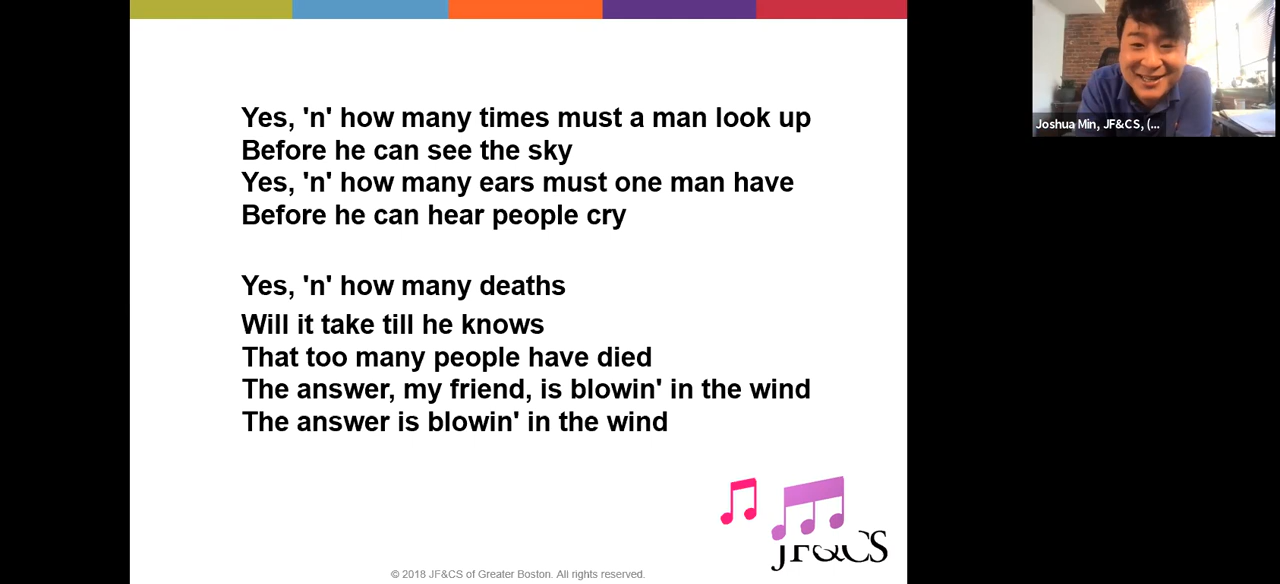 Yes, 'n' how many times must a man look up
Before he can see the sky
Yes, 'n' how many ears must one man have
Before he can hear people cry
Yes, 'n' how many deaths
Will it take till he knows
That too many people have died
The answer, my friend, is blowin' in the wind
The answer is blowin' in the wind
JF&CS
© 2018 JF&CS of Greater Boston. All rights reserved.
Joshua Min, JF&CS, (...